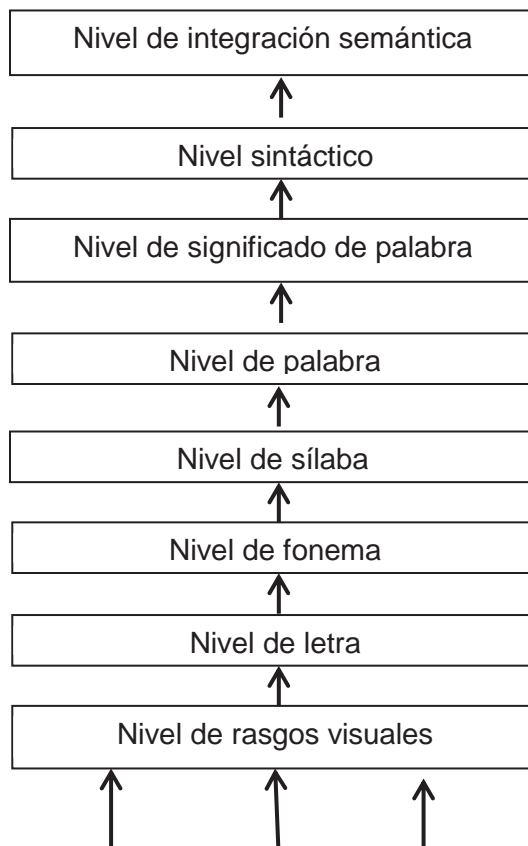 Nivel de integración semántica
Nivel sintáctico
Nivel de significado de palabra
Nivel de palabra
Nivel de sílaba
Nivel de fonema
Nivel de letra
Nivel de rasgos visuales